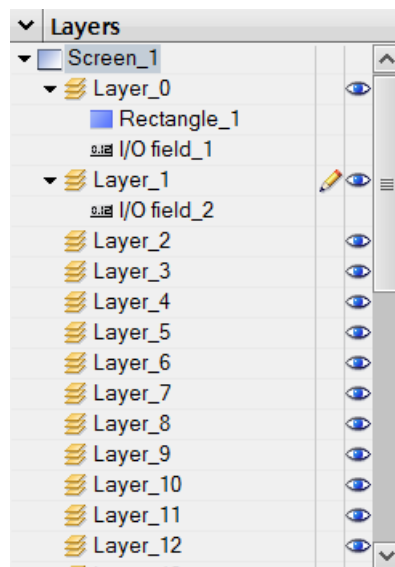 Layers
Screen_1
Layer_0
Rectangle_1
I/O field_1
Layer_1
I/O field_2
Layer_2
Layer_3
Layer_4
Layer_5
Layer_6
Layer_7
Layer_8
Layer_9
Layer_10
Layer_11
Layer_12